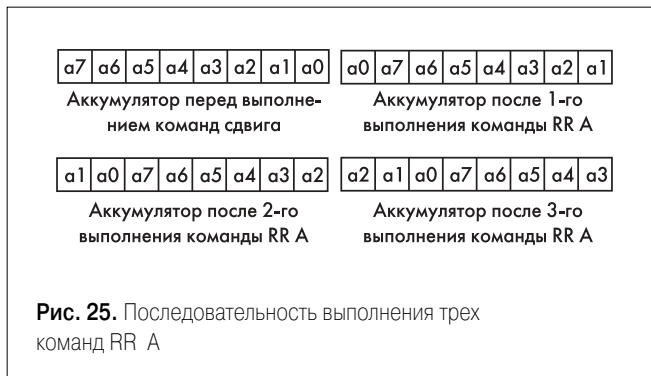 a7 a6 a5 a4 a3 a2 a1 a0
Аккумулятор перед выполне-
нием команд сдвига
a0 a7 a6 a5 a4 a3 a2 a1
Аккумулятор после 1-го
выполнения команды RR A
a1 a0 a7 a6 a5 a4 a3 a2
Аккумулятор после 2-го
выполнения команды RR A
a2 a1 a0 a7 a6 a5 a4 a3
Аккумулятор после 3-го
выполнения команды RR A
Рис. 25. Последовательность выполнения трех
команд RR A